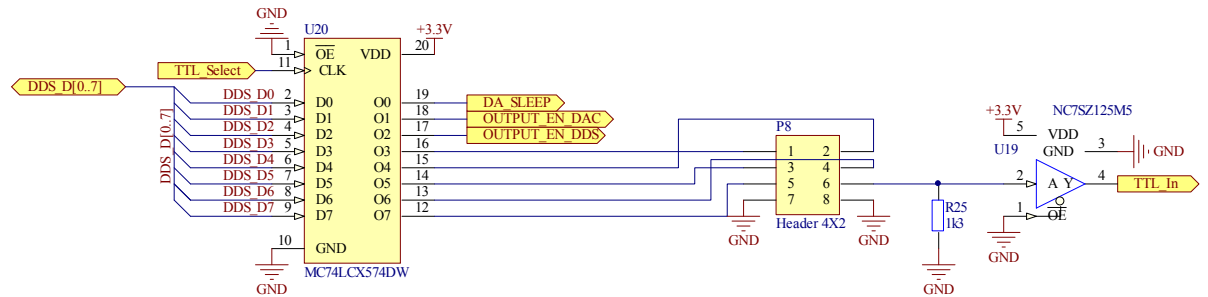 GND
U20
+3.3V
1 OE VDD 20
TTL_Select 11 CLK
DDS_D[0..7]
DDS_D[0..7]
DDS_D0 2 D0 O0 19 DA_SLEEP
DDS_D1 3 D1 O1 18 OUTPUT_EN_DAC
DDS_D2 4 D2 O2 17 OUTPUT_EN_DDS
DDS_D3 5 D3 O3 16
DDS_D4 6 D4 O4 15
DDS_D5 7 D5 O5 14
DDS_D6 8 D6 O6 13
DDS_D7 9 D7 O7 12
10 GND
GND
MC74LCX574DW
P8
1 2
3 4
5 6
7 8
Header 4X2
GND
GND
R25
1k3
GND
NC7SZ125M5
+3.3V
5 VDD
U19 GND 3 GND
2 A Y 4 TTL_In
1 OE
GND